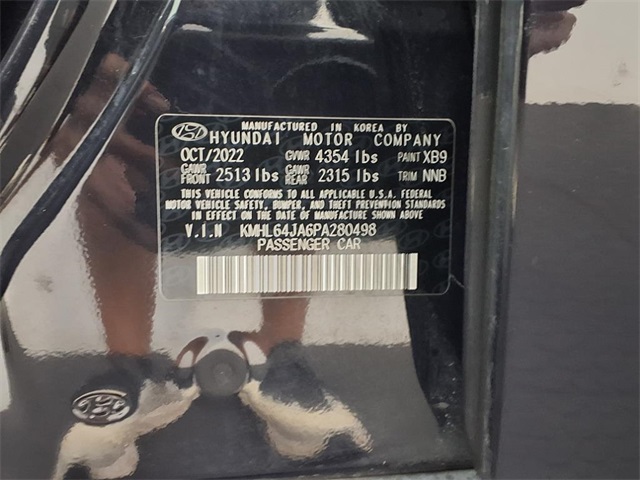 MANUFACTURED IN KOREA BY
HYUNDAI MOTOR COMPANY
OCT/2022 GVWR 4354 lbs PAINT XB9
GAWR FRONT 2513 lbs GAWR REAR 2315 lbs TRIM NNB
THIS VEHICLE CONFORMS TO ALL APPLICABLE U.S.A. FEDERAL
MOTOR VEHICLE SAFETY, BUMPER, AND THEFT PREVENTION STANDARDS
IN EFFECT ON THE DATE OF MANUFACTURE SHOWN ABOVE
V.I.N KMHL64JA6PA280498
PASSENGER CAR